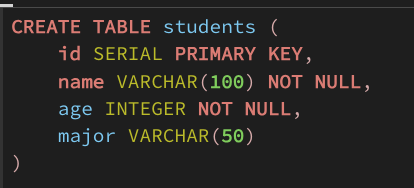 CREATE TABLE students (
    id SERIAL PRIMARY KEY,
    name VARCHAR(100) NOT NULL,
    age INTEGER NOT NULL,
    major VARCHAR(50)
)